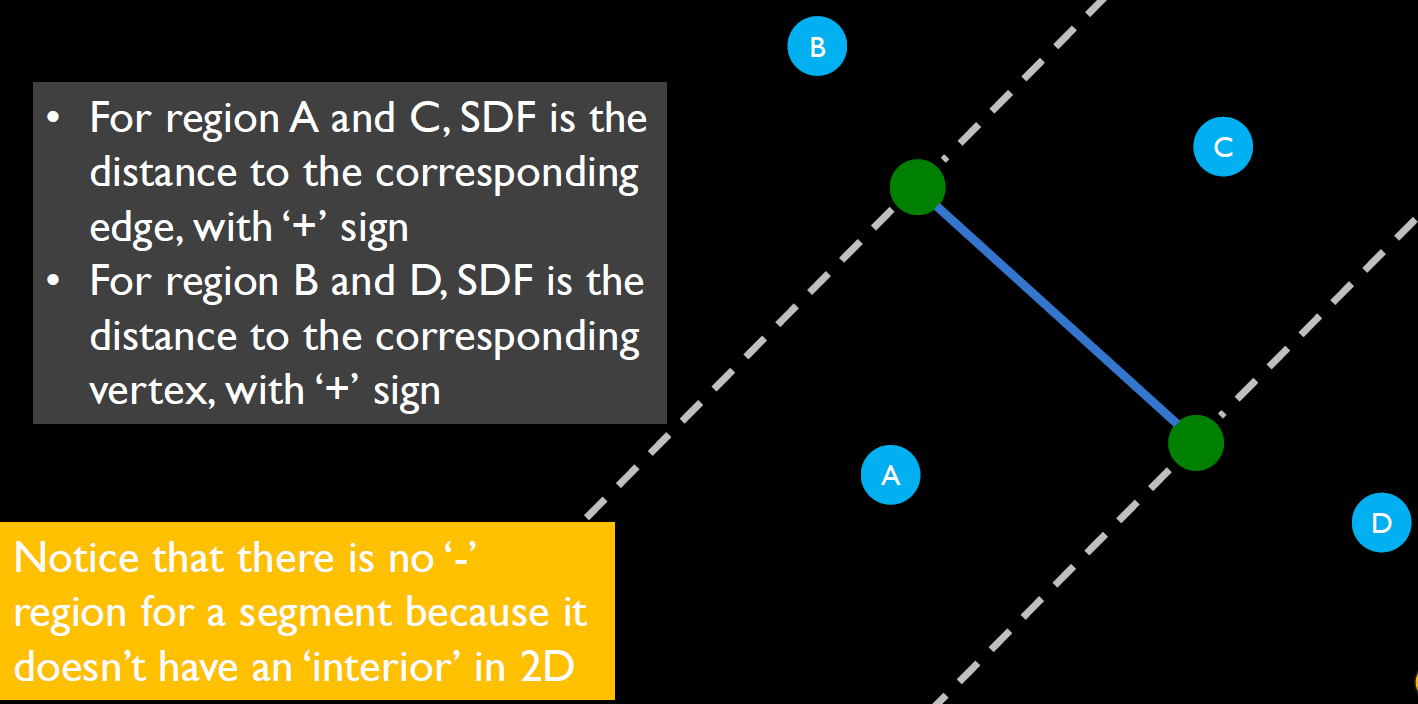 B
C
• For region A and C, SDF is the
distance to the corresponding
edge, with ‘+’ sign
• For region B and D, SDF is the
distance to the corresponding
vertex, with ‘+’ sign
A
D
Notice that there is no ‘-’
region for a segment because it
doesn’t have an ‘interior’ in 2D